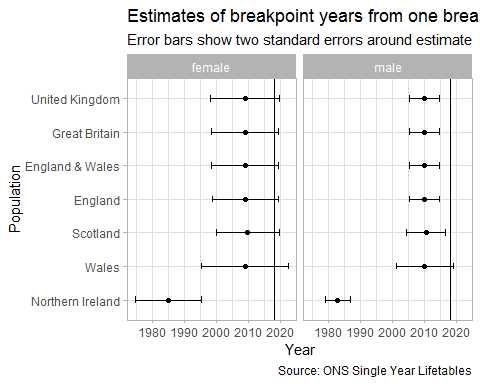 Estimates of breakpoint years from one brea
Error bars show two standard errors around estimate
female male
United Kingdom
Great Britain
England & Wales
England
Scotland
Wales
Northern Ireland
Population
1980 1990 2000 2010 2020 1980 1990 2000 2010 2020
Year
Source: ONS Single Year Lifetables